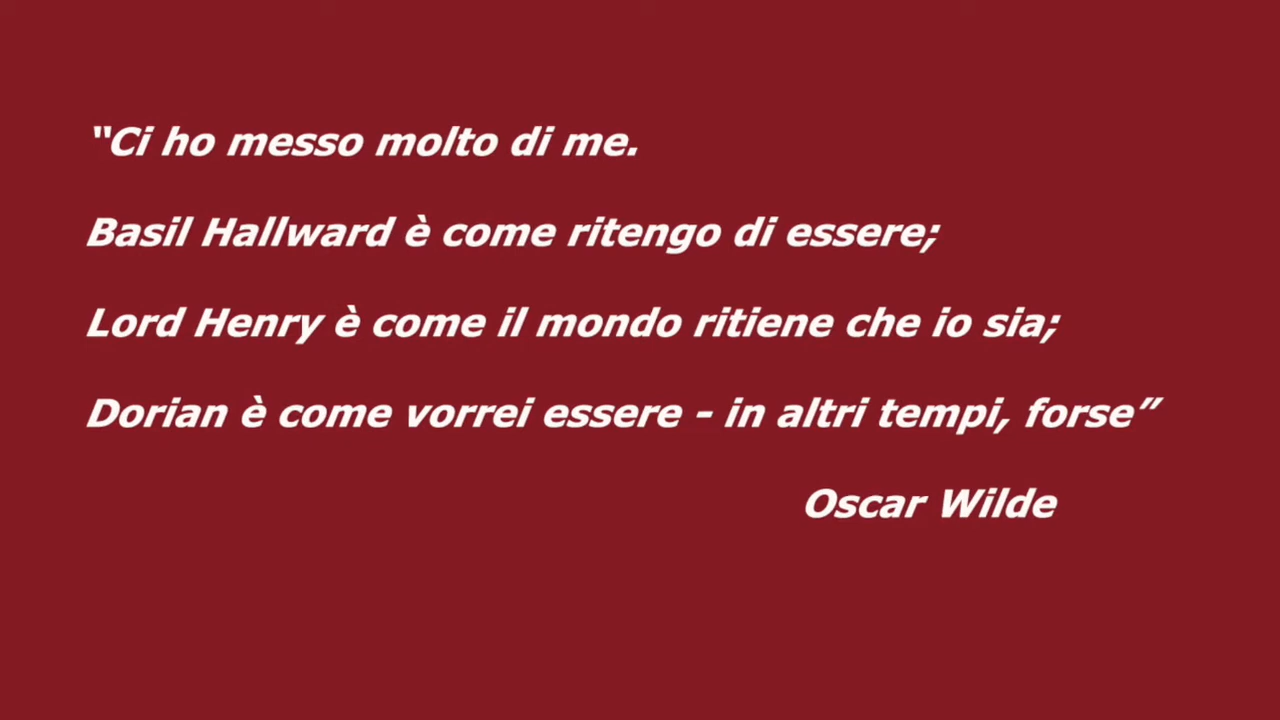 "Ci ho messo molto di me.
Basil Hallward è come ritengo di essere;
Lord Henry è come il mondo ritiene che io sia;
Dorian è come vorrei essere - in altri tempi, forse”
Oscar Wilde